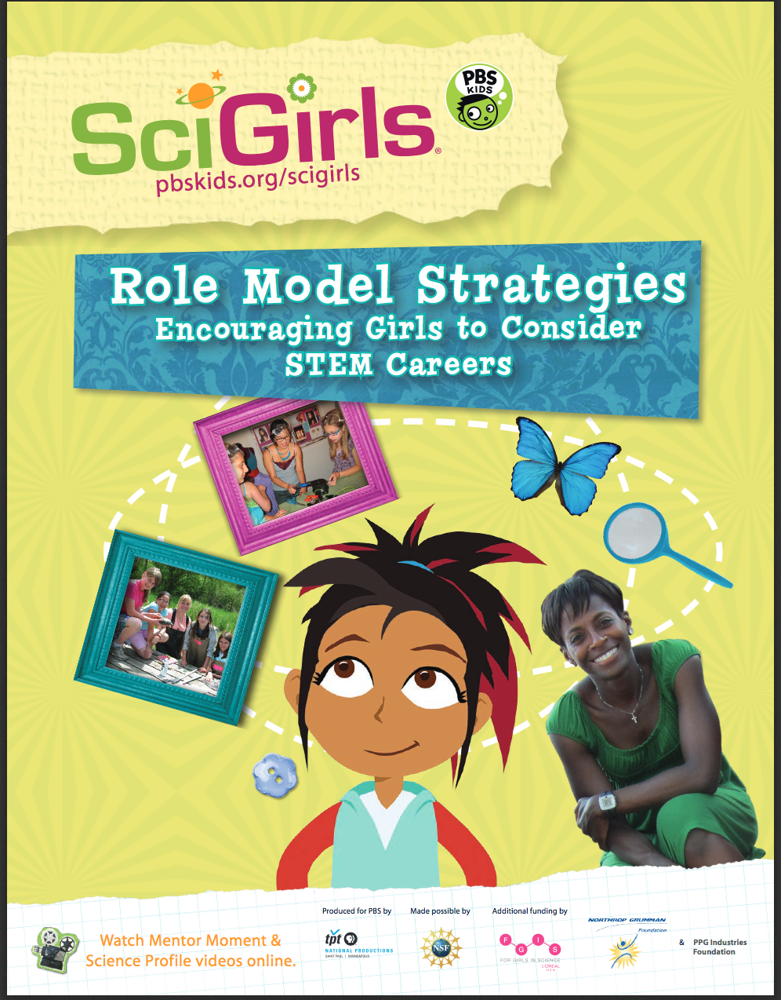 SciGirls®
PBS
KIDS
pbskids.org/scigirls
Role Model Strategies
Encouraging Girls to Consider
STEM Careers
Watch Mentor Moment &
Science Profile videos online.
Produced for PBS by
tpt
NATIONAL PRODUCTIONS
SAINT PAUL | MINNEAPOLIS
Made possible by
NSF
Additional funding by
F I
G S
FOR GIRLS IN SCIENCE
L'ORÉAL
USA
NORTHROP GRUMMAN
Foundation
& PPG Industries
Foundation